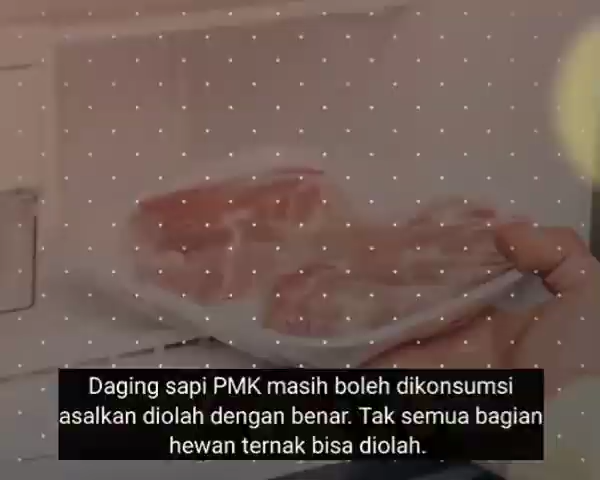 Daging sapi PMK masih boleh dikonsumsi
asalkan diolah dengan benar. Tak semua bagian
hewan ternak bisa diolah.